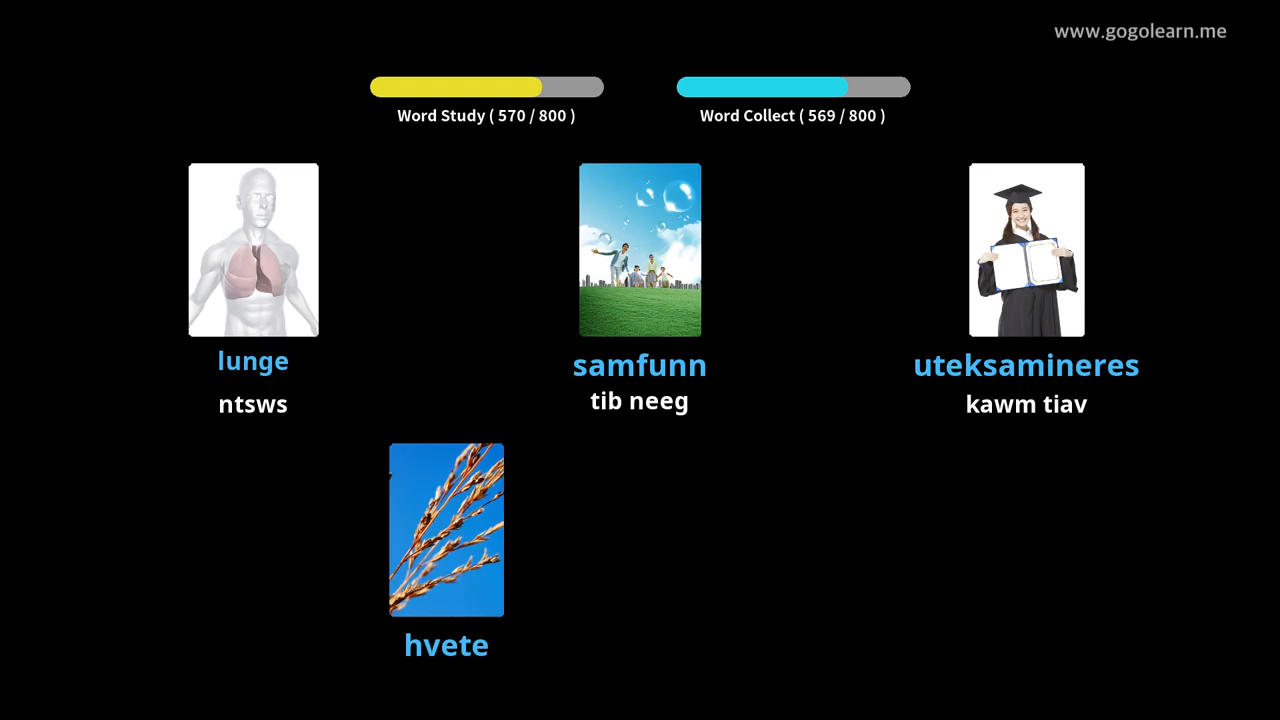 www.gogolearn.me
Word Study ( 570 / 800 )
Word Collect ( 569 / 800 )
lunge
ntsws
samfunn
tib neeg
uteksamineres
kawm tiav
hvete